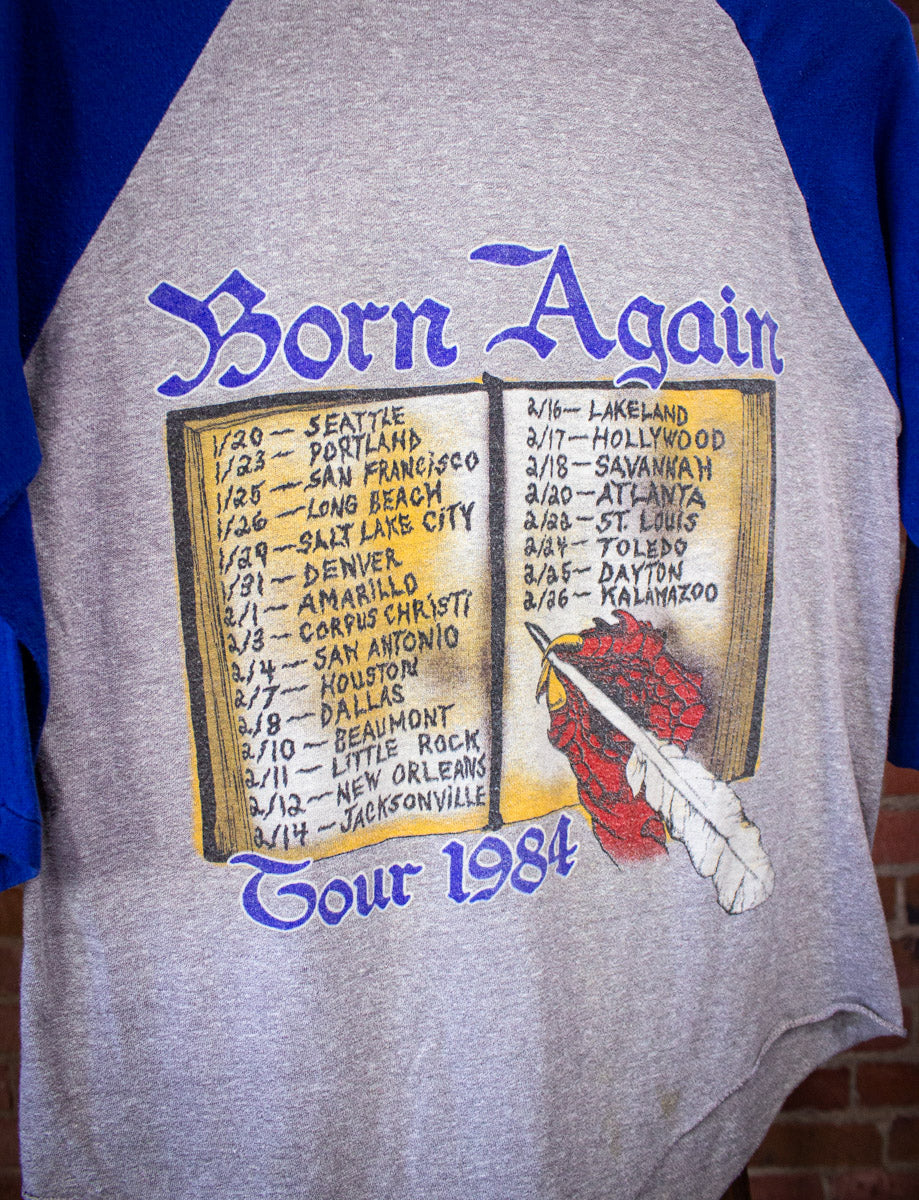 Born Again
1/20 — SEATTLE
1/23 — PORTLAND
1/25 — SAN FRANCISCO
1/26 — LONG BEACH
1/29 — SALT LAKE CITY
1/31 — DENVER
2/1 — AMARILLO
2/3 — CORPUS CHRISTI
2/4 — SAN ANTONIO
2/7 — HOUSTON
2/8 — DALLAS
2/10 — BEAUMONT
2/11 — LITTLE ROCK
2/12 — NEW ORLEANS
2/14 — JACKSONVILLE
2/16 — LAKELAND
2/17 — HOLLYWOOD
2/18 — SAVANNAH
2/20 — ATLANTA
2/22 — ST. LOUIS
2/24 — TOLEDO
2/25 — DAYTON
2/26 — KALAMAZOO
Tour 1984